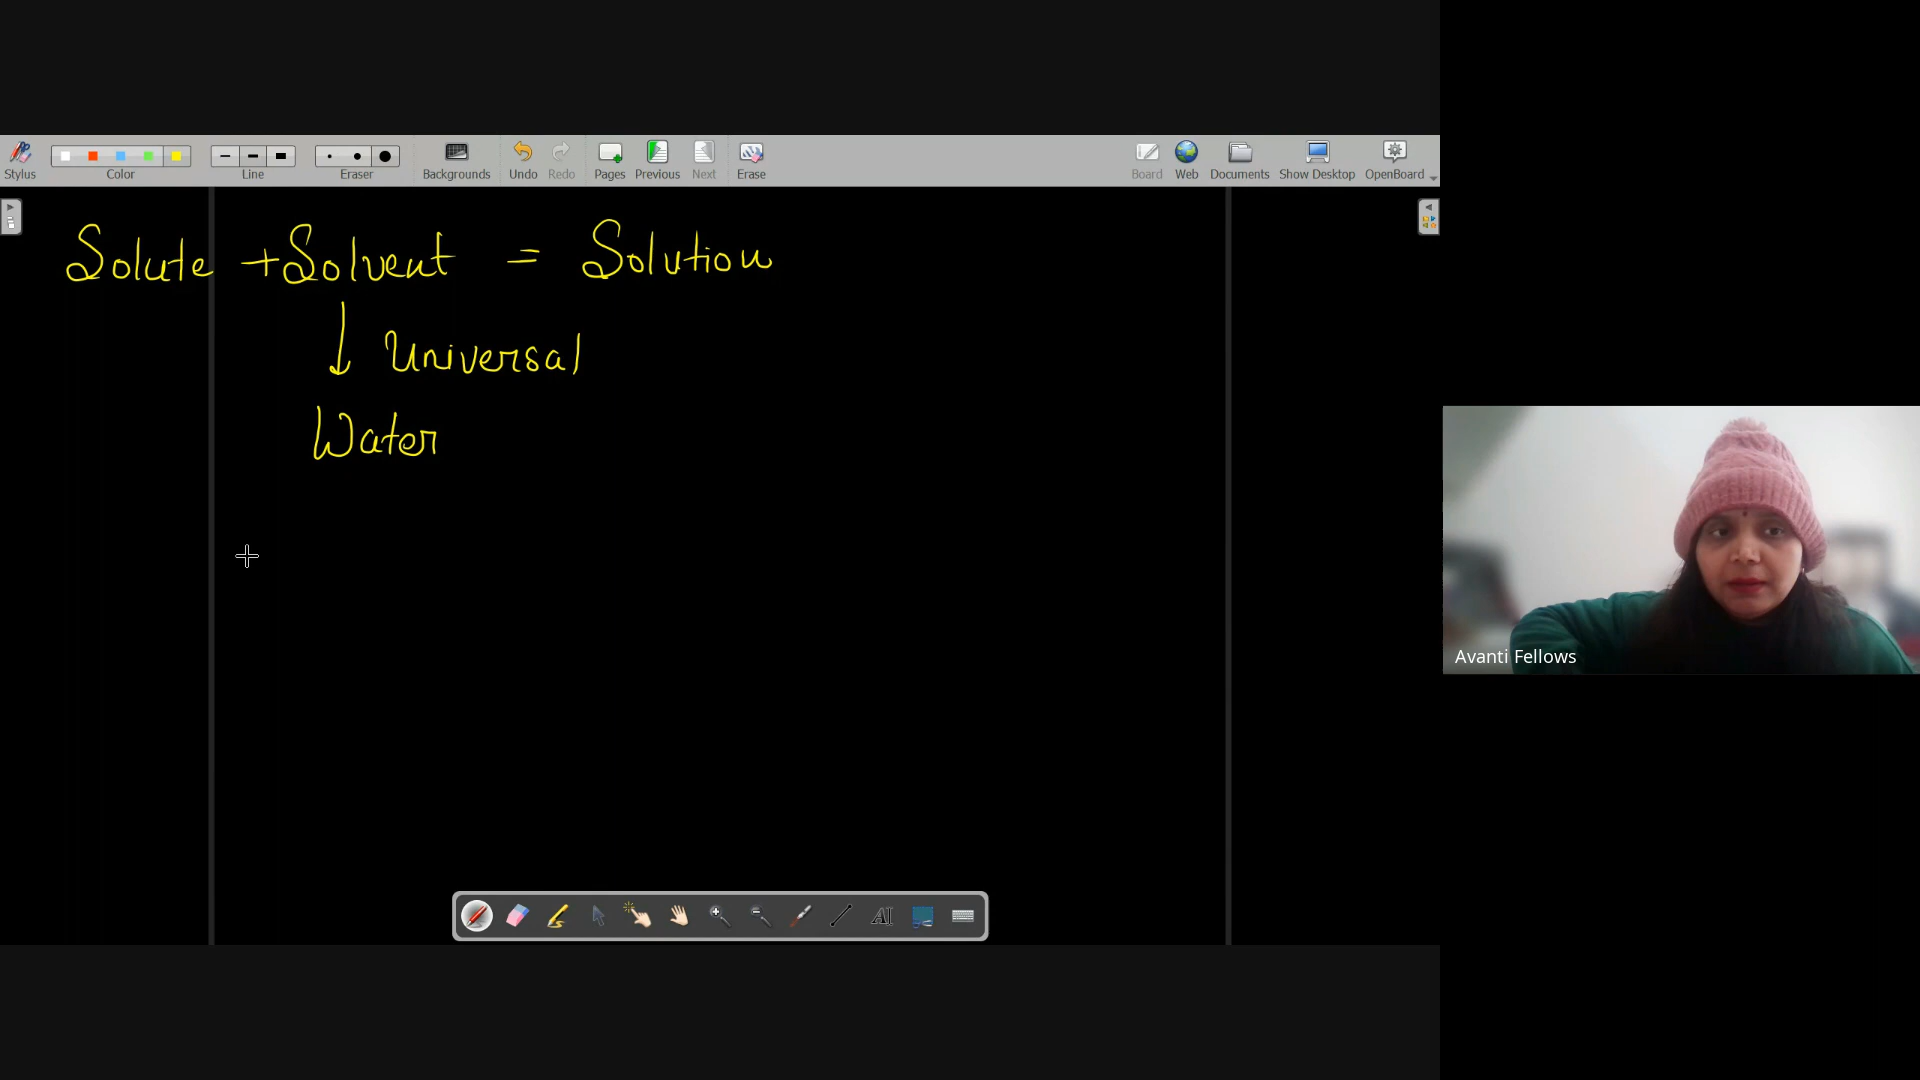 Stylus Color Line Eraser Backgrounds Undo Redo Pages Previous Next Erase Board Web Documents Show Desktop OpenBoard
Solute + Solvent = Solution
↓ Universal
Water
Avanti Fellows